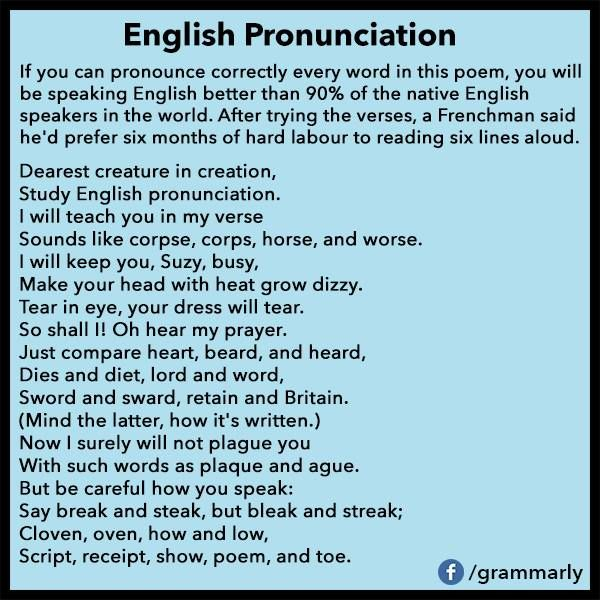 English Pronunciation
If you can pronounce correctly every word in this poem, you will
be speaking English better than 90% of the native English
speakers in the world. After trying the verses, a Frenchman said
he'd prefer six months of hard labour to reading six lines aloud.
Dearest creature in creation,
Study English pronunciation.
I will teach you in my verse
Sounds like corpse, corps, horse, and worse.
I will keep you, Suzy, busy,
Make your head with heat grow dizzy.
Tear in eye, your dress will tear.
So shall I! Oh hear my prayer.
Just compare heart, beard, and heard,
Dies and diet, lord and word,
Sword and sward, retain and Britain.
(Mind the latter, how it's written.)
Now I surely will not plague you
With such words as plaque and ague.
But be careful how you speak:
Say break and steak, but bleak and streak;
Cloven, oven, how and low,
Script, receipt, show, poem, and toe.
f /grammarly